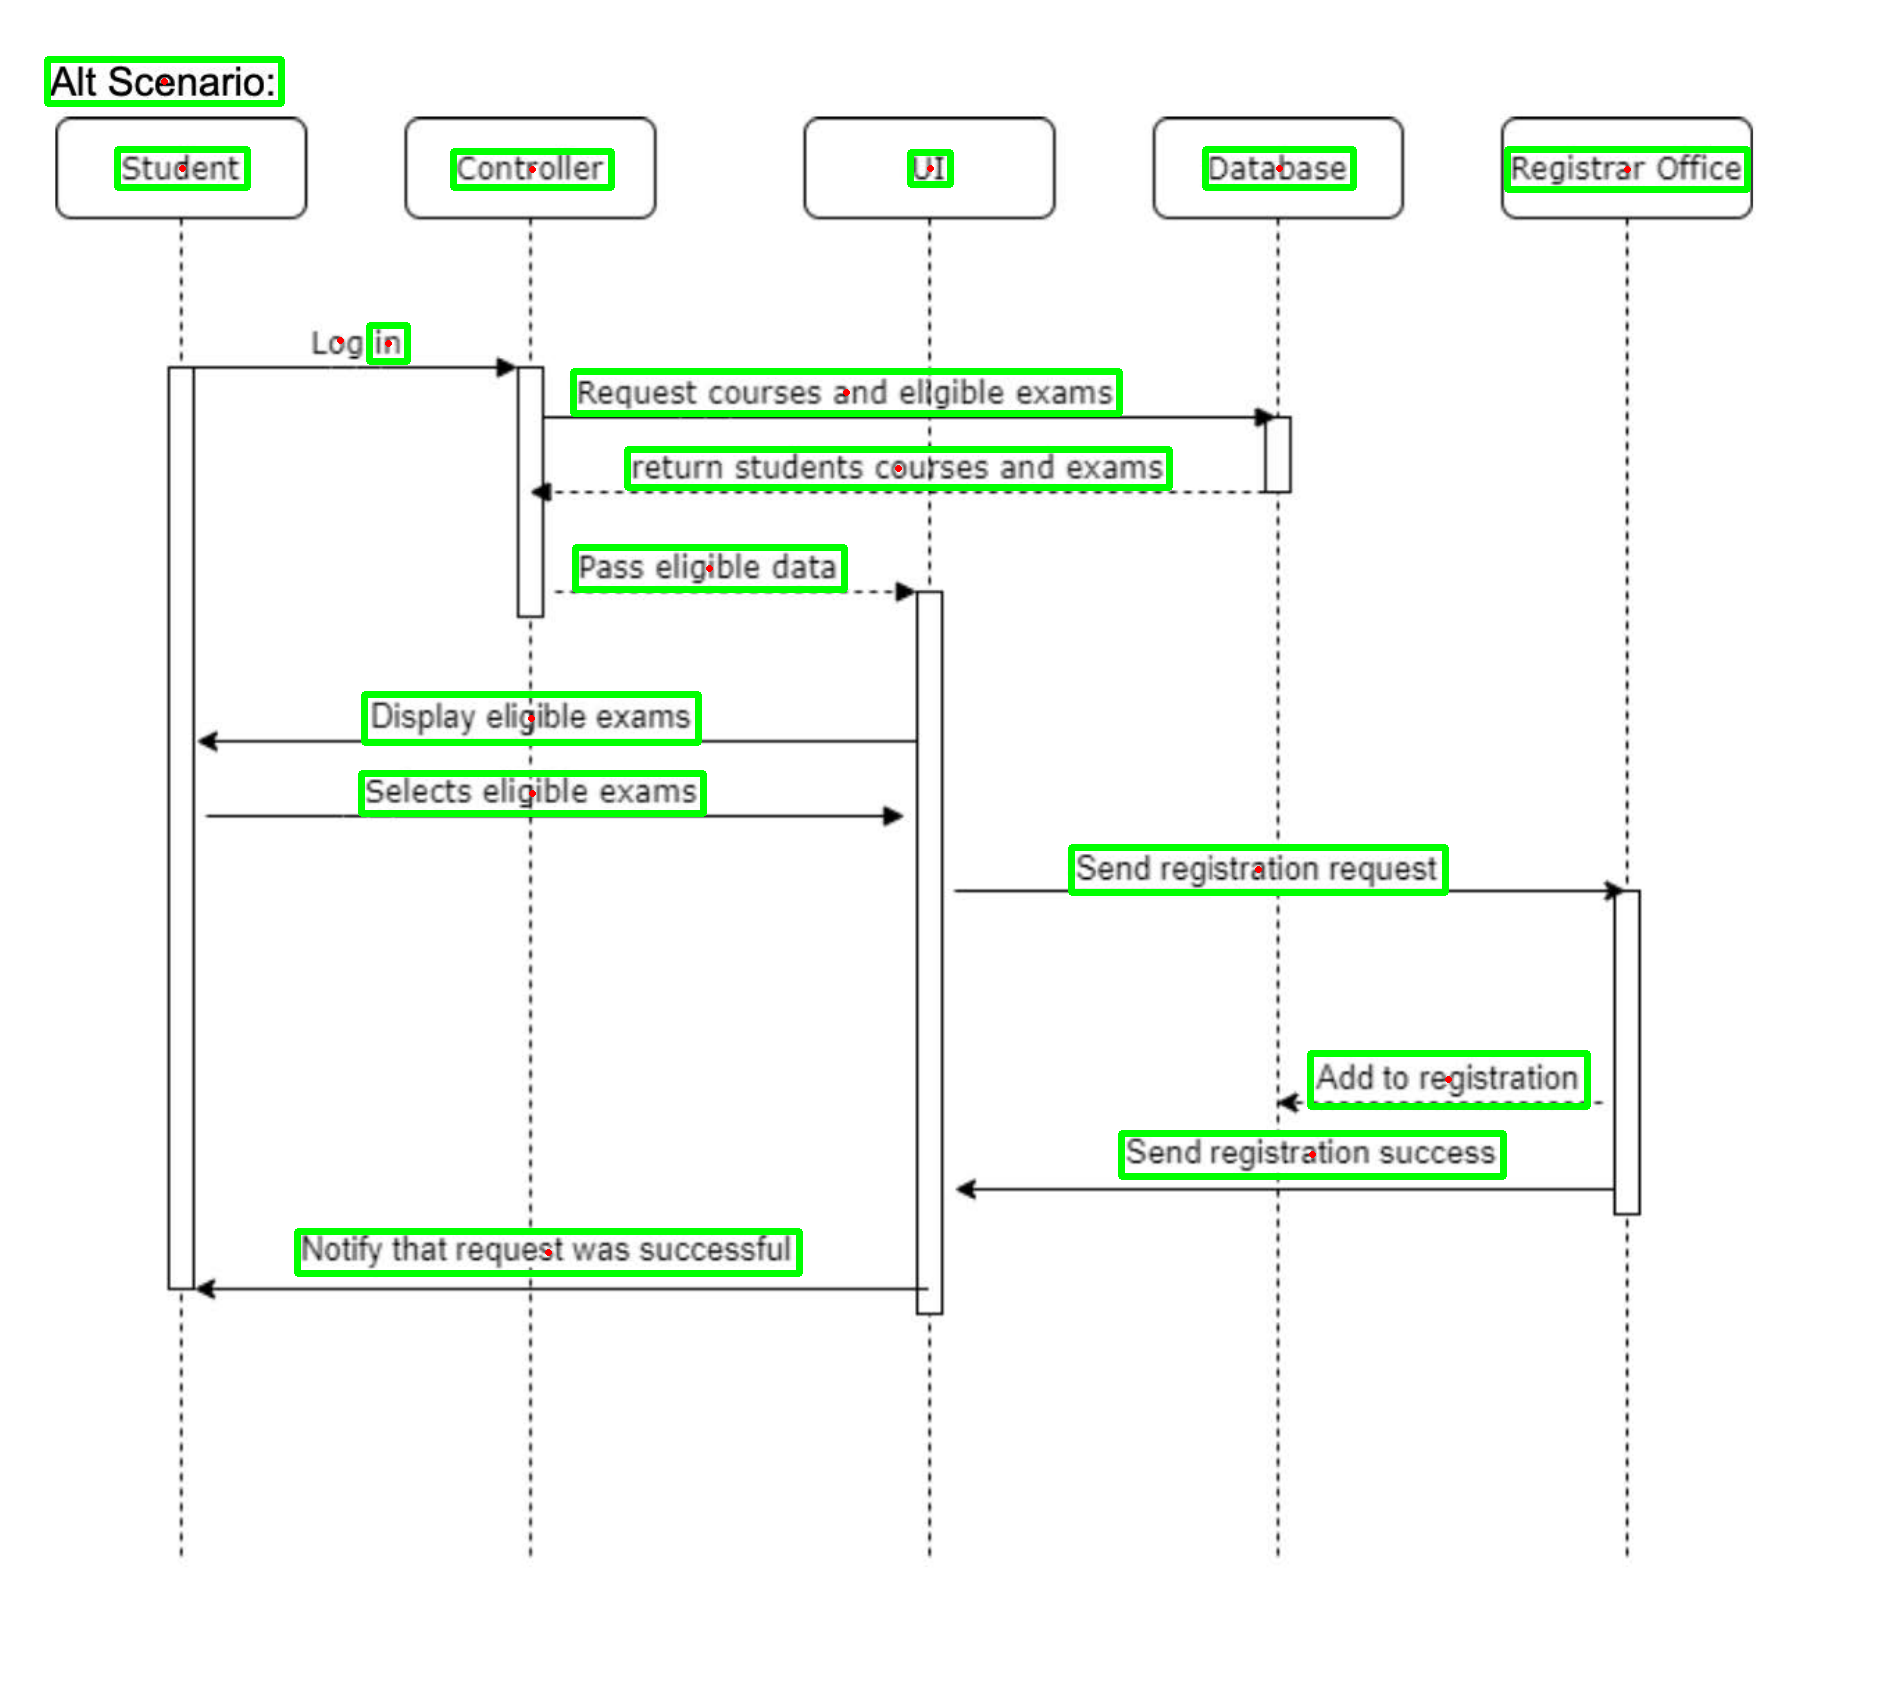 Alt Scenario:
Student
Controller
UI
Database
Registrar Office
Log in
Request courses and eligible exams
return students courses and exams
Pass eligible data
Display eligible exams
Selects eligible exams
Send registration request
Add to registration
Send registration success
Notify that request was successful